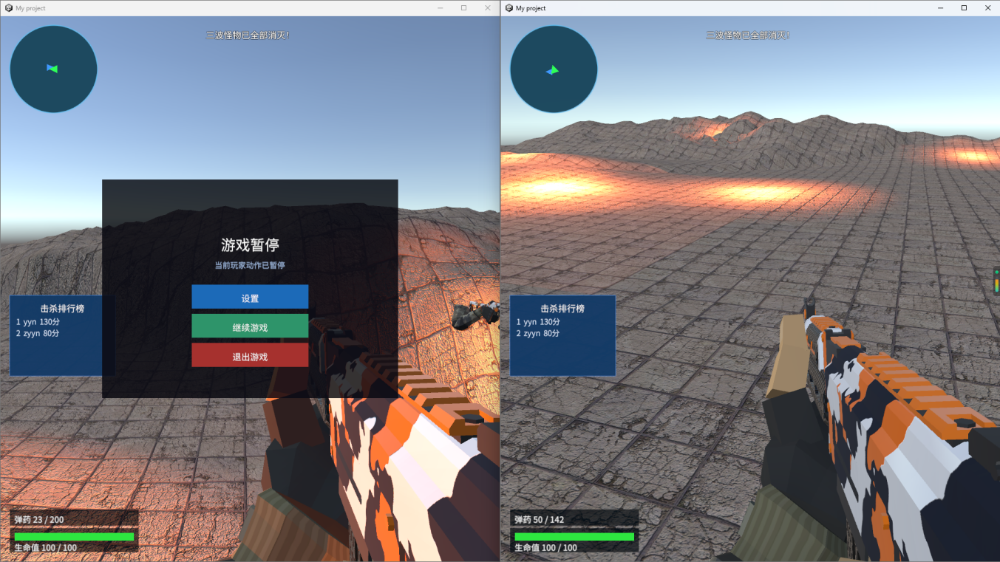 My project
三波怪物已全部消灭!
游戏暂停
当前玩家动作已暂停
设置
继续游戏
退出游戏
击杀排行榜
1 yyn 130分
2 zyyn 80分
弹药 23 / 200
生命值 100 / 100
My project
三波怪物已全部消灭!
击杀排行榜
1 yyn 130分
2 zyyn 80分
弹药 50 / 142
生命值 100 / 100